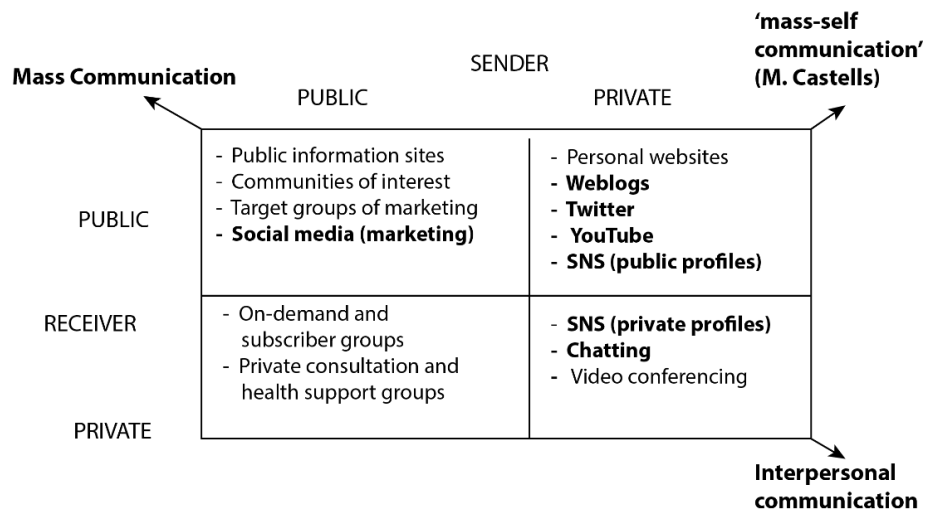 ‘mass-self
communication’
(M. Castells)
SENDER
Mass Communication
PUBLIC PRIVATE
PUBLIC
- Public information sites
- Communities of interest
- Target groups of marketing
- Social media (marketing)
- Personal websites
- Weblogs
- Twitter
- YouTube
- SNS (public profiles)
RECEIVER
- On-demand and
subscriber groups
- Private consultation and
health support groups
- SNS (private profiles)
- Chatting
- Video conferencing
PRIVATE
Interpersonal
communication